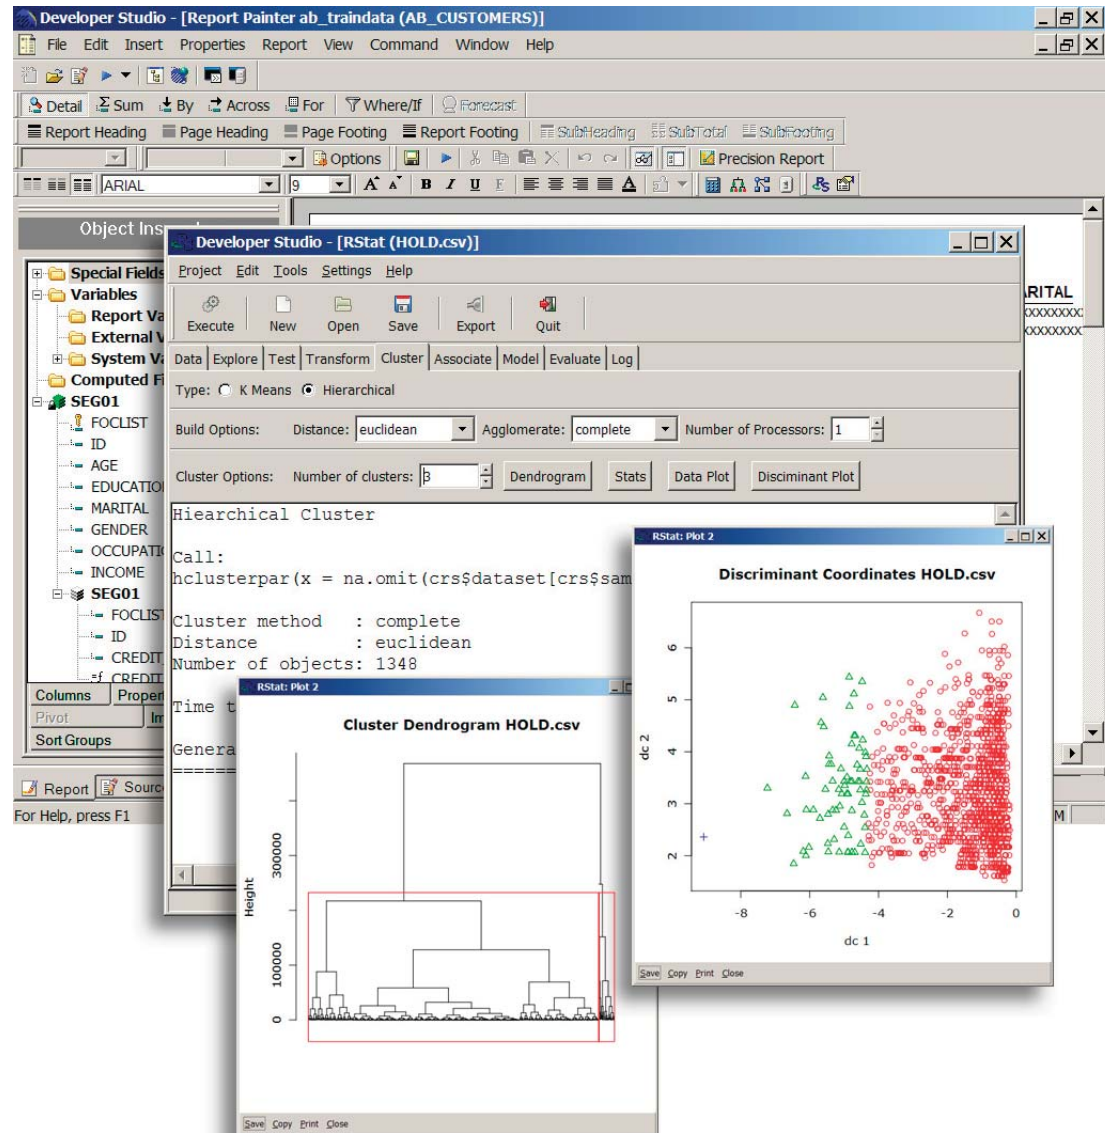 Developer Studio - [Report Painter ab_traindata (AB_CUSTOMERS)]
File Edit Insert Properties Report View Command Window Help
Detail Sum By Across For Where/If Forecast
Report Heading Page Heading Page Footing Report Footing SubHeading SubTotal SubFooting
Options Precision Report
ARIAL 9 B I U
Object Ins
Special Fields
Variables
Report Va
External V
System Va
Computed Fi
SEG01
FOCLIST
ID
AGE
EDUCATIO
MARITAL
GENDER
OCCUPATI
INCOME
SEG01
FOCLIST
ID
CREDIT_
CREDIT
Columns Propert
Pivot Im
Sort Groups
Report Sourc
For Help, press F1
ARITAL
M
Developer Studio - [RStat (HOLD.csv)]
Project Edit Tools Settings Help
Execute New Open Save Export Quit
Data Explore Test Transform Cluster Associate Model Evaluate Log
Type: K Means Hierarchical
Build Options: Distance: euclidean Agglomerate: complete Number of Processors: 1
Cluster Options: Number of clusters: 3 Dendrogram Stats Data Plot Discriminant Plot
Hiearchical Cluster
Call:
hclusterpar(x = na.omit(crs$dataset[crs$sam
Cluster method : complete
Distance : euclidean
Number of objects: 1348
Time t
Genera
=======
RStat: Plot 2
Cluster Dendrogram HOLD.csv
Height
300000
100000
0
Save Copy Print Close
RStat: Plot 2
Discriminant Coordinates HOLD.csv
dc 2
6
5
4
3
2
-8 -6 -4 -2 0
dc 1
Save Copy Print Close